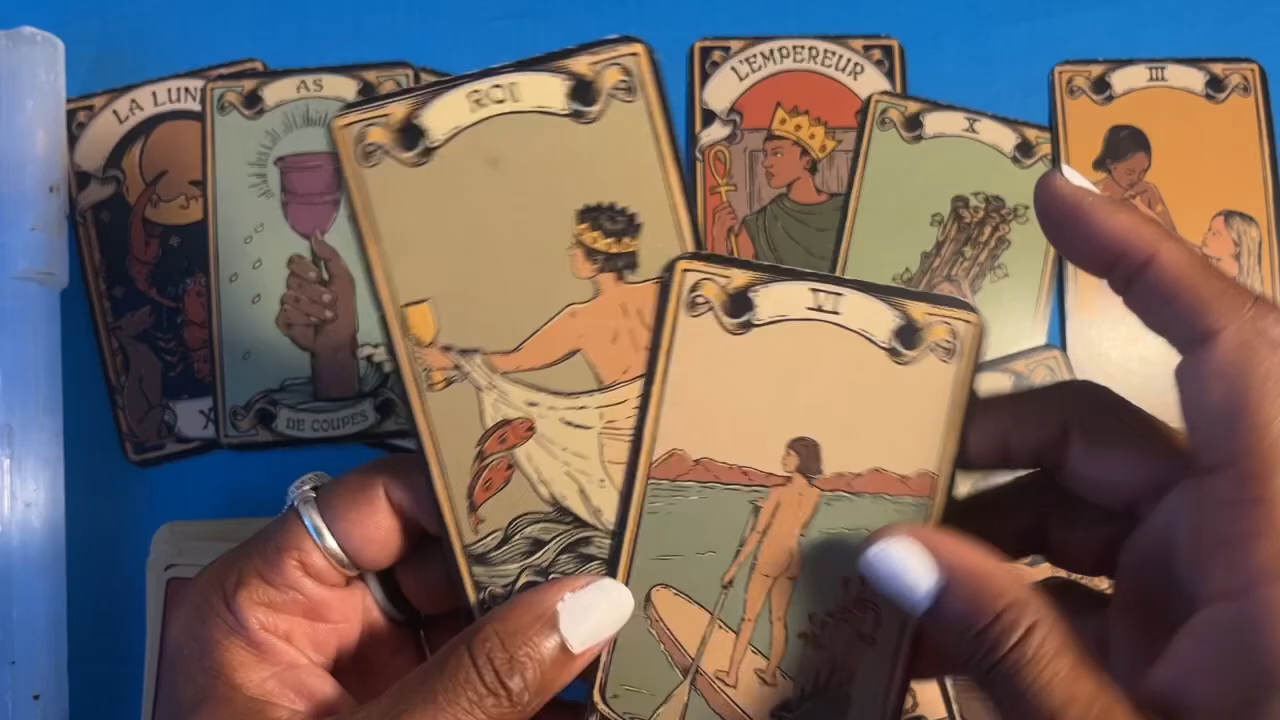 LA LUN
X
AS
DE COUPES
ROI
L'EMPEREUR
X
III
VI